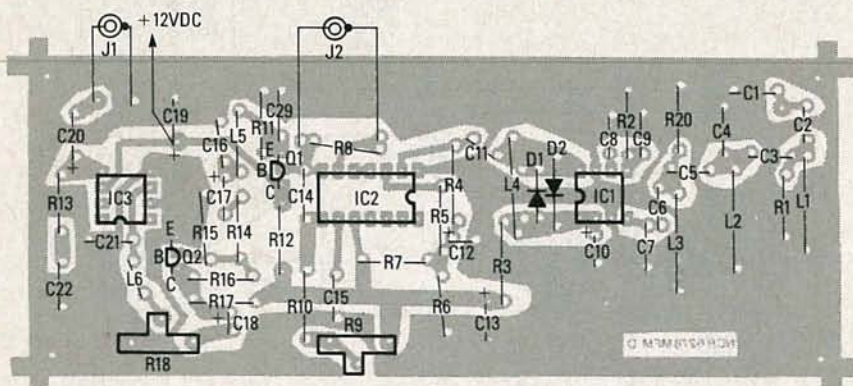 +12VDC
J1
J2
C1
C19
C29
C20
C16
L5
R11
R8
C11
D1
D2
C8
R2
C9
R20
C4
C2
E
B
Q1
C
C17
C14
R4
L4
C5
C3
IC3
IC2
IC1
R13
R15
R14
R12
R5
C6
L2
R1
L1
C21
E
B
Q2
C
C12
R3
C10
C7
L3
L6
R16
R7
C22
R17
R10
C15
R6
C18
C13
R18
R9